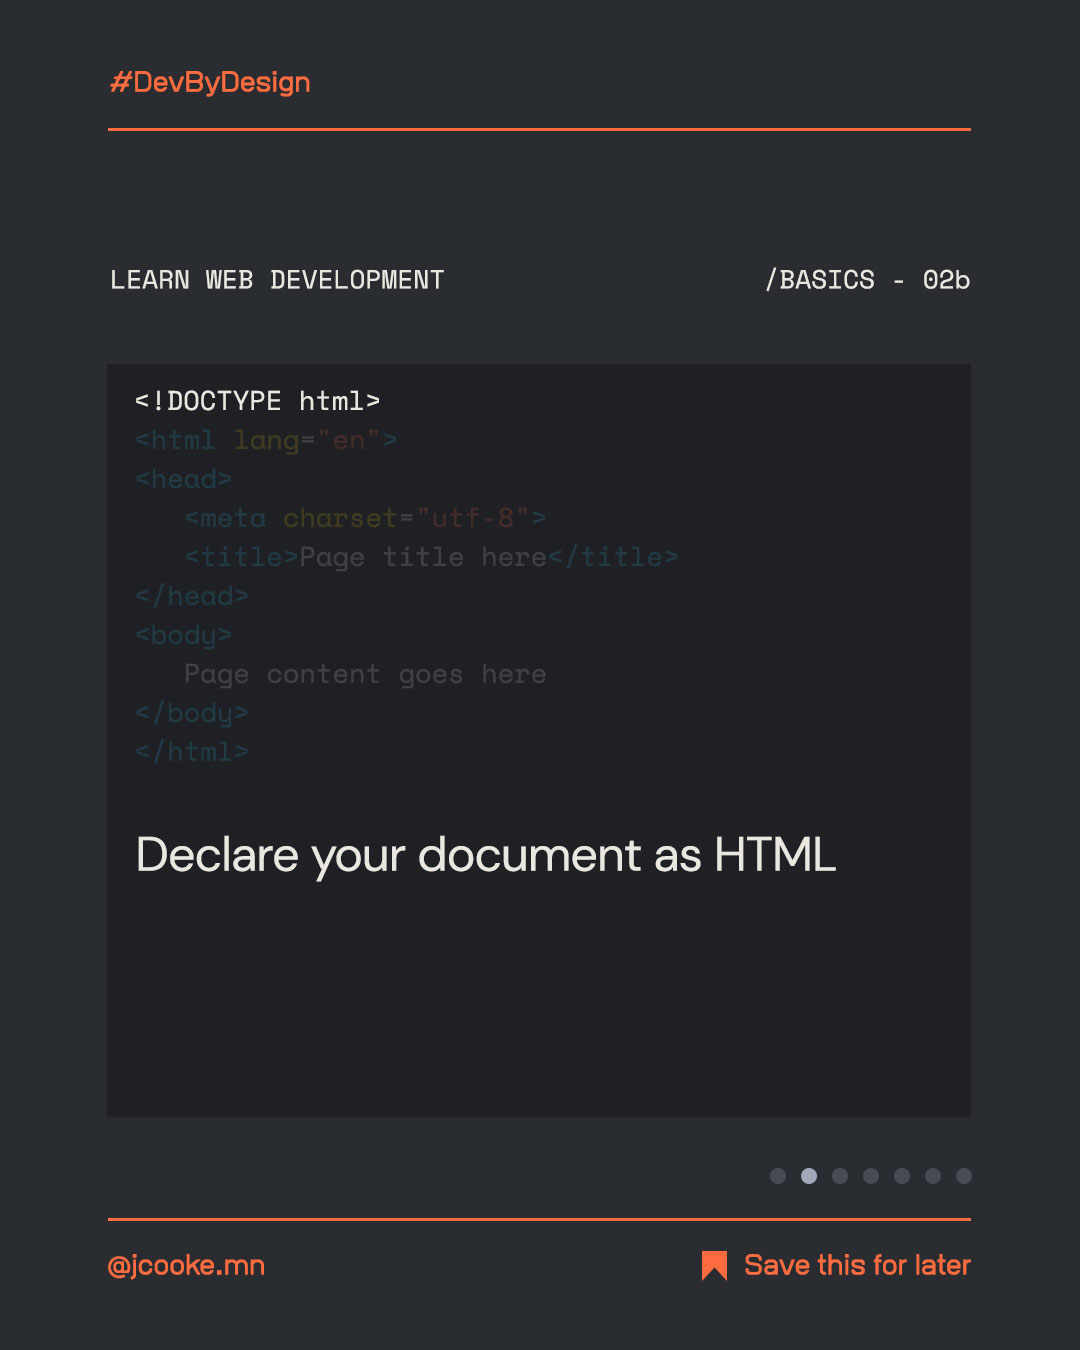 #DevByDesign
LEARN WEB DEVELOPMENT
/BASICS - 02b
<!DOCTYPE html>
<html lang="en">
<head>
   <meta charset="utf-8">
   <title>Page title here</title>
</head>
<body>
   Page content goes here
</body>
</html>
Declare your document as HTML
@jcooke.mn
Save this for later